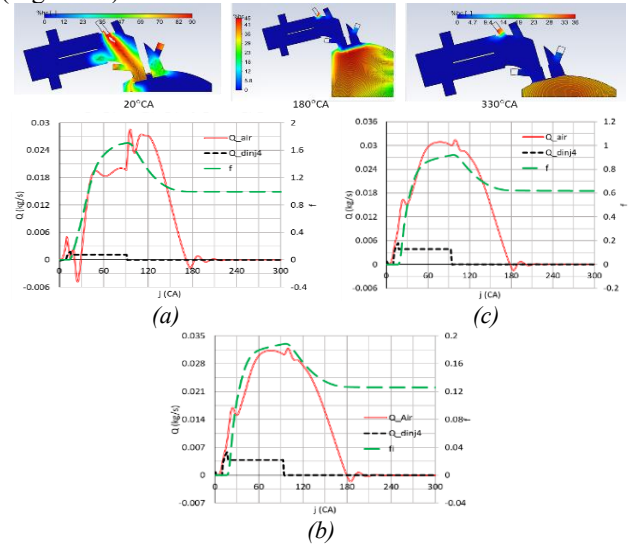 20°CA
180°CA
330°CA
0.03
0.024
0.018
0.012
0.006
0
-0.006
Q (kg/s)
2
1.6
1.2
0.8
0.4
0
-0.4
f
Q_air
Q_dinj4
f
0 60 120 180 240 300
j (CA)
(a)
0.036
0.03
0.024
0.018
0.012
0.006
0
-0.006
Q (kg/s)
1.2
1
0.8
0.6
0.4
0.2
0
-0.2
f
Q_air
Q_dinj4
f
0 60 120 180 240 300
j (CA)
(c)
0.035
0.028
0.021
0.014
0.007
0
-0.007
Q (kg/s)
0.2
0.16
0.12
0.08
0.04
0
-0.04
f
Q_Air
Q_dinj4
fi
0 60 120 180 240 300
j (CA)
(b)